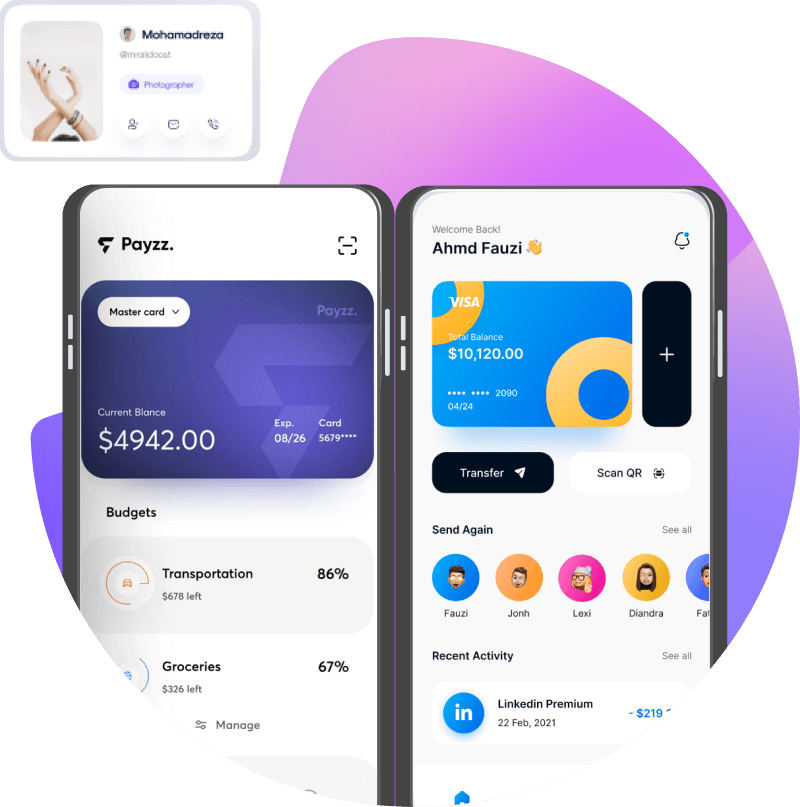 Mohamadreza
@mralidoost
Photographer
Payzz.
Master card
Payzz.
Current Blance
$4942.00
Exp.
08/26
Card
5679****
Budgets
Transportation
$678 left
86%
Groceries
$326 left
67%
Manage
Welcome Back!
Ahmd Fauzi 👋
VISA
Total Balance
$10,120.00
•••• •••• 2090
04/24
+
Transfer
Scan QR
Send Again
See all
Fauzi
Jonh
Lexi
Diandra
Fat
Recent Activity
See all
in
Linkedin Premium
22 Feb, 2021
- $219